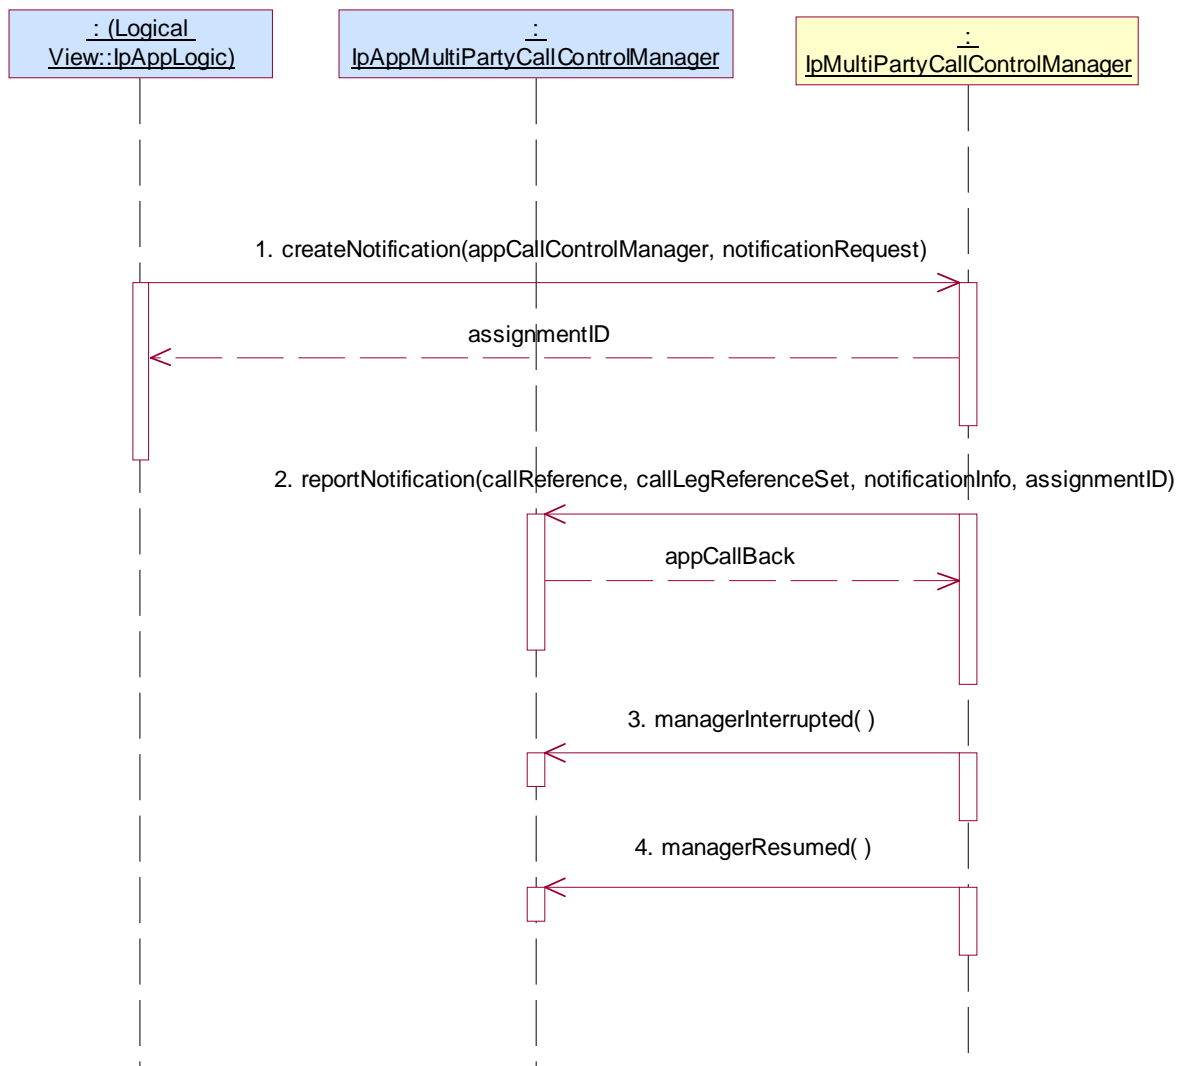 : (Logical
View::IpAppLogic)
:
IpAppMultiPartyCallControlManager
:
IpMultiPartyCallControlManager
1. createNotification(appCallControlManager, notificationRequest)
assignmentID
2. reportNotification(callReference, callLegReferenceSet, notificationInfo, assignmentID)
appCallBack
3. managerInterrupted( )
4. managerResumed( )